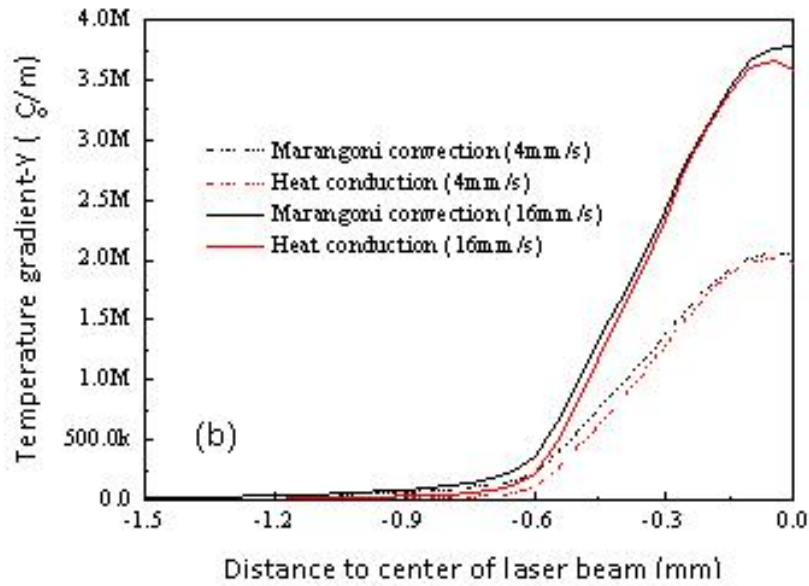 4.0M
3.5M
3.0M
2.5M
2.0M
1.5M
1.0M
500.0k
0.0
Temperature gradient-Y ( ℃/m)
Marangoni convection (4mm/s)
Heat conduction (4mm/s)
Marangoni convection (16mm/s)
Heat conduction (16mm/s)
(b)
-1.5 -1.2 -0.9 -0.6 -0.3 0.0
Distance to center of laser beam (mm)